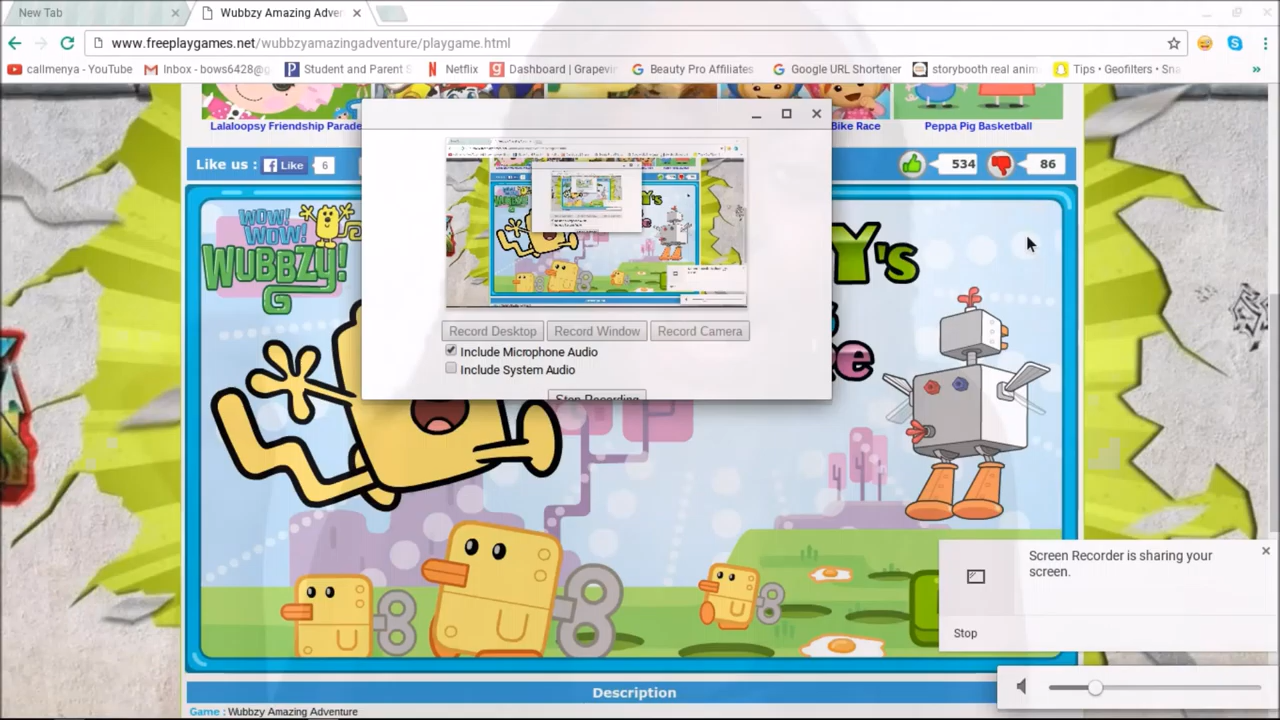 New Tab
Wubbzy Amazing Adve
www.freeplaygames.net/wubbzyamazingadventure/playgame.html
callmenya - YouTube
Inbox - bows6428@g
Student and Parent S
Netflix
Dashboard | Grapevin
Beauty Pro Affiliates
Google URL Shortener
storybooth real anim
Tips • Geofilters • Sna
Lalaloopsy Friendship Parade
Bike Race
Peppa Pig Basketball
Like us :
Like
6
534
86
WOW!
WOW!
WUBBZY!
Y's
e
Record Desktop
Record Window
Record Camera
Include Microphone Audio
Include System Audio
Stop Recording
Screen Recorder is sharing your
screen.
Stop
Description
Game : Wubbzy Amazing Adventure